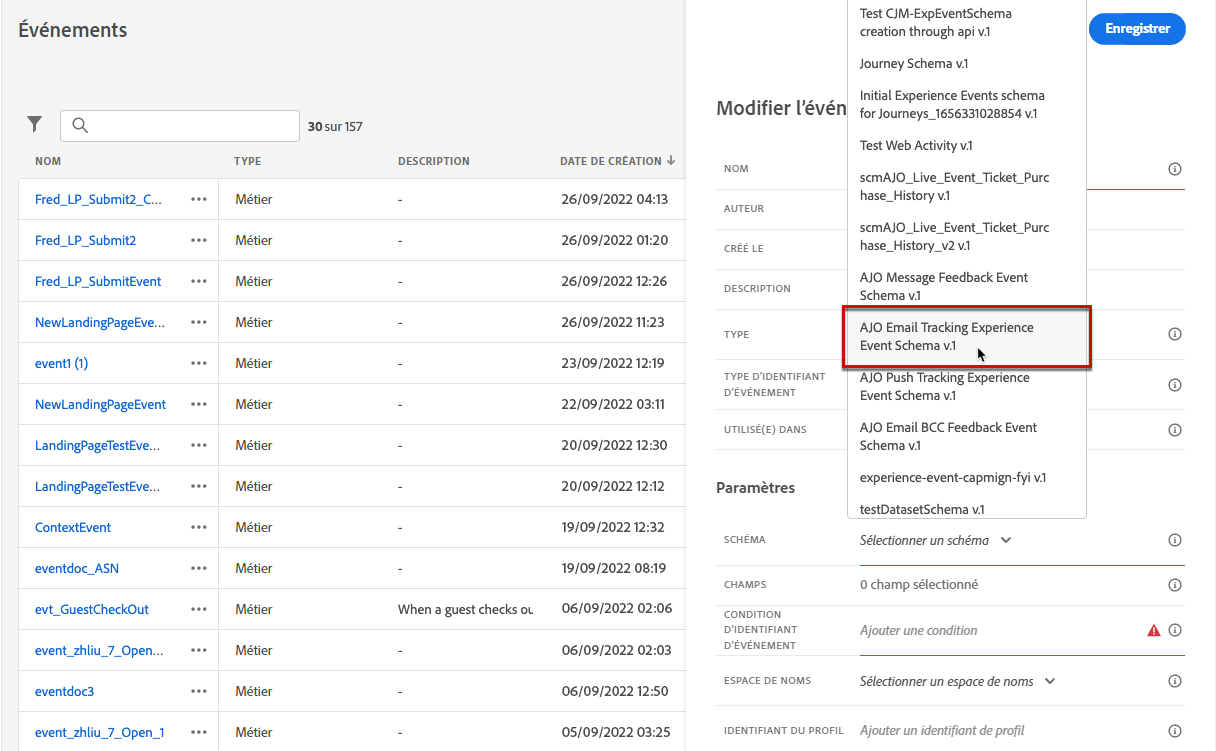 Événements
30 sur 157
NOM TYPE DESCRIPTION DATE DE CRÉATION
Fred_LP_Submit2_C... ••• Métier - 26/09/2022 04:13
Fred_LP_Submit2 ••• Métier - 26/09/2022 01:20
Fred_LP_SubmitEvent ••• Métier - 26/09/2022 12:26
NewLandingPageEve... ••• Métier - 26/09/2022 11:23
event1 (1) ••• Métier - 23/09/2022 12:19
NewLandingPageEvent ••• Métier - 22/09/2022 03:11
LandingPageTestEve... ••• Métier - 20/09/2022 12:30
LandingPageTestEve... ••• Métier - 20/09/2022 12:12
ContextEvent ••• Métier - 19/09/2022 12:32
eventdoc_ASN ••• Métier - 19/09/2022 08:19
evt_GuestCheckOut ••• Métier When a guest checks ou 06/09/2022 02:06
event_zhliu_7_Open... ••• Métier - 06/09/2022 02:03
eventdoc3 ••• Métier - 06/09/2022 12:50
event_zhliu_7_Open_1 ••• Métier - 05/09/2022 03:25
Enregistrer
Modifier l'évén
NOM
AUTEUR
CRÉÉ LE
DESCRIPTION
TYPE
TYPE D'IDENTIFIANT
D'ÉVÉNEMENT
UTILISÉ(E) DANS
Test CJM-ExpEventSchema
creation through api v.1
Journey Schema v.1
Initial Experience Events schema
for Journeys_1656331028854 v.1
Test Web Activity v.1
scmAJO_Live_Event_Ticket_Purc
hase_History v.1
scmAJO_Live_Event_Ticket_Purc
hase_History_v2 v.1
AJO Message Feedback Event
Schema v.1
AJO Email Tracking Experience
Event Schema v.1
AJO Push Tracking Experience
Event Schema v.1
AJO Email BCC Feedback Event
Schema v.1
experience-event-capmign-fyi v.1
testDatasetSchema v.1
Paramètres
SCHÉMA Sélectionner un schéma
CHAMPS 0 champ sélectionné
CONDITION
D'IDENTIFIANT
D'ÉVÉNEMENT
Ajouter une condition
ESPACE DE NOMS Sélectionner un espace de noms
IDENTIFIANT DU PROFIL Ajouter un identifiant de profil